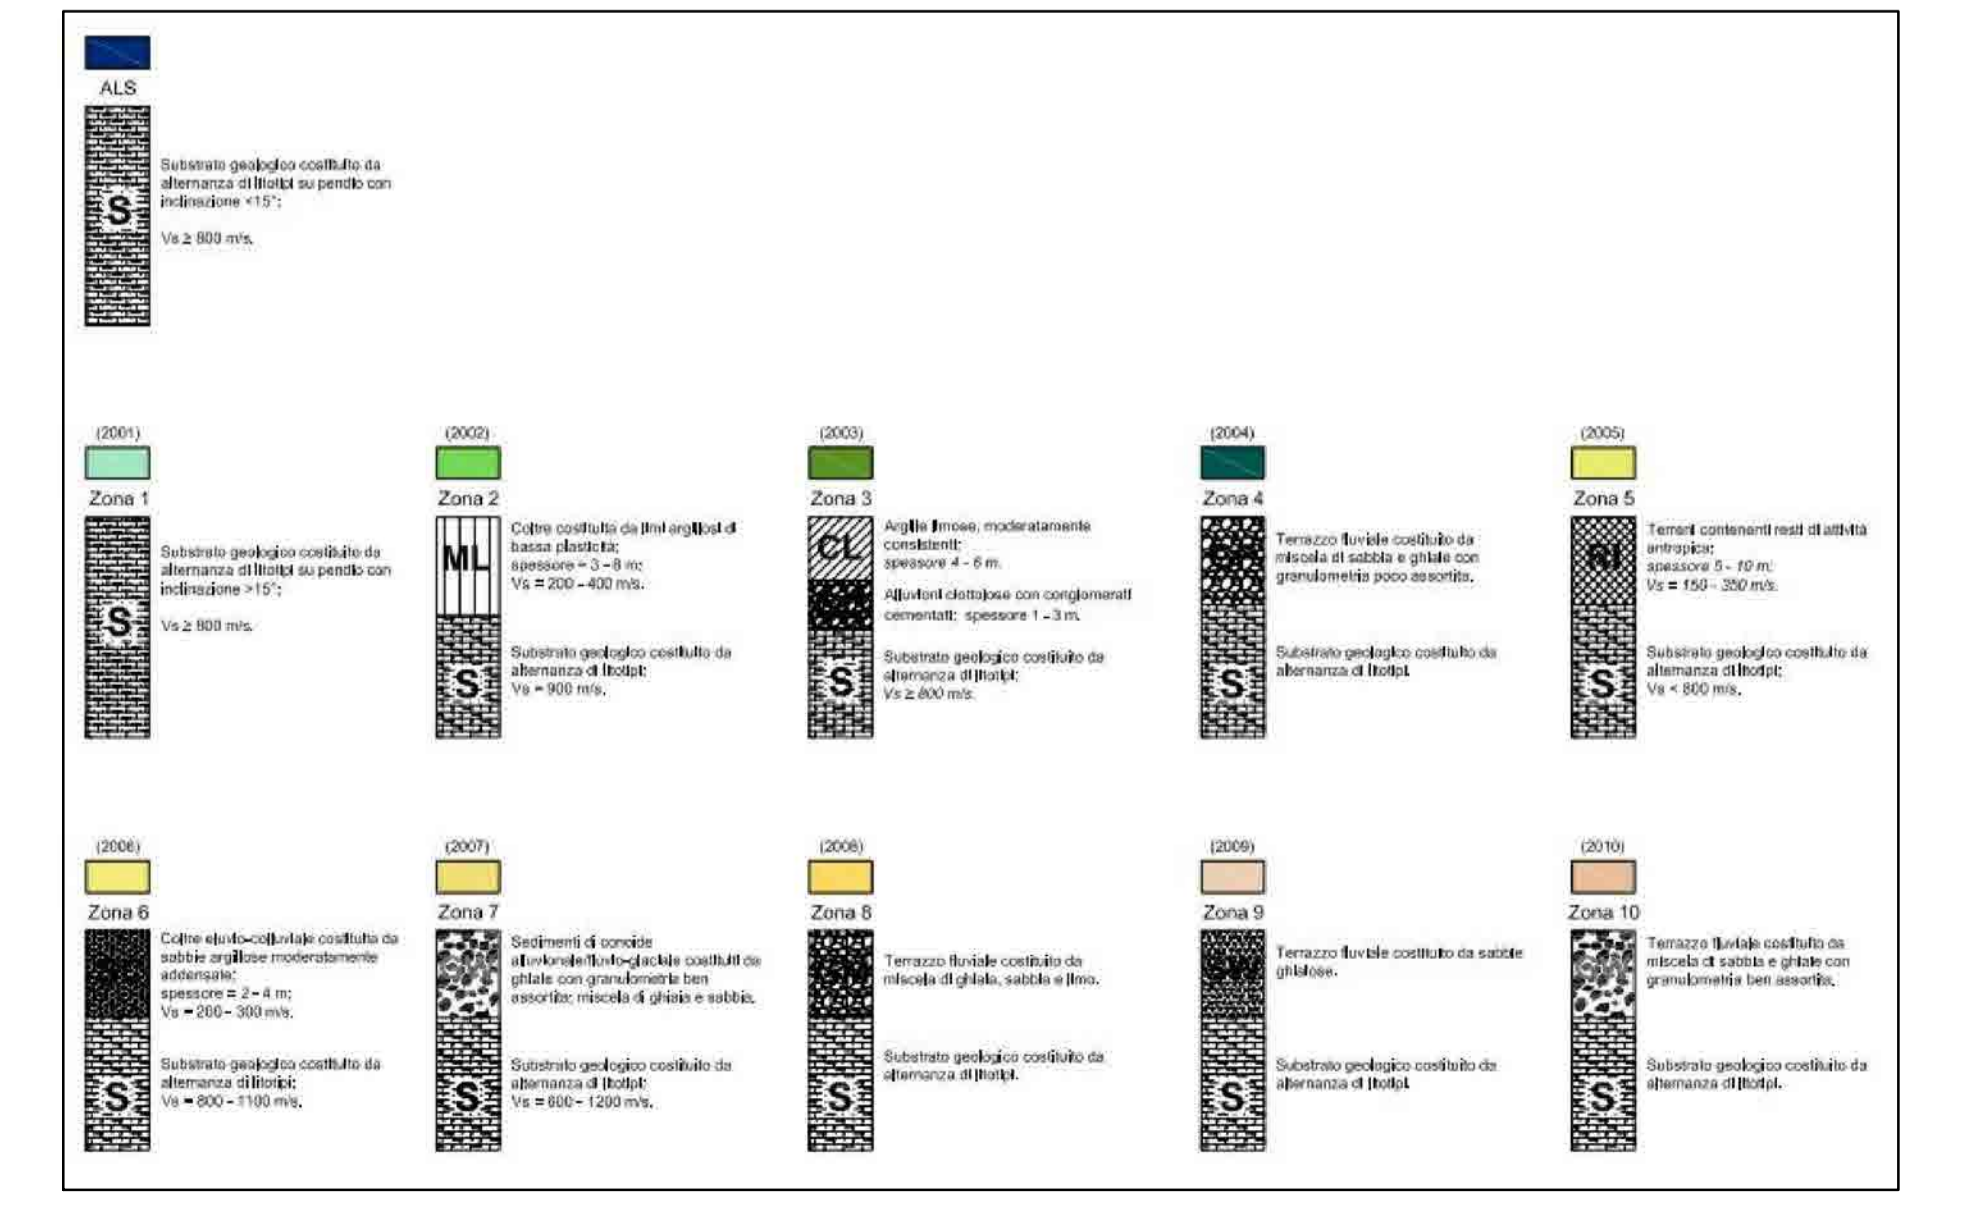 ALS
Substrato geologico costituito da
alternanza di litotipi su pendio con
inclinazione <15°;
Vs ≥ 800 m/s.
S
(2001)
Zona 1
Substrato geologico costituito da
alternanza di litotipi su pendio con
inclinazione >15°;
Vs ≥ 800 m/s.
S
(2002)
Zona 2
Coltre costituita da limi argillosi di
bassa plasticità;
spessore = 3 - 8 m;
Vs = 200 - 400 m/s.
ML
Substrato geologico costituito da
alternanza di litotipi;
Vs = 900 m/s.
S
(2003)
Zona 3
Argille limose, moderatamente
consistenti;
spessore 4 - 6 m.
CL
Alluvioni ciottolose con conglomerati
cementati; spessore 1 - 3 m.
Substrato geologico costituito da
alternanza di litotipi;
Vs ≥ 800 m/s.
S
(2004)
Zona 4
Terrazzo fluviale costituito da
miscela di sabbia e ghiaie con
granulometria poco assortita.
Substrato geologico costituito da
alternanza di litotipi.
S
(2005)
Zona 5
Terreni contenenti resti di attività
antropica;
spessore 5 - 10 m;
Vs = 150 - 350 m/s.
RI
Substrato geologico costituito da
alternanza di litotipi;
Vs < 800 m/s.
S
(2006)
Zona 6
Coltre eluvio-colluviale costituita da
sabbie argillose moderatamente
addensate;
spessore = 2 - 4 m;
Vs = 200 - 300 m/s.
Substrato geologico costituito da
alternanza di litotipi;
Vs = 800 - 1100 m/s.
S
(2007)
Zona 7
Sedimenti di conoide
alluvionale/fluvio-glaciale costituiti da
ghiaie con granulometria ben
assortita; miscela di ghiaia e sabbia.
Substrato geologico costituito da
alternanza di litotipi;
Vs = 600 - 1200 m/s.
S
(2008)
Zona 8
Terrazzo fluviale costituito da
miscela di ghiaia, sabbia e limo.
Substrato geologico costituito da
alternanza di litotipi.
S
(2009)
Zona 9
Terrazzo fluviale costituito da sabbie
ghiaiose.
Substrato geologico costituito da
alternanza di litotipi.
S
(2010)
Zona 10
Terrazzo fluviale costituito da
miscela di sabbia e ghiaie con
granulometria ben assortita.
Substrato geologico costituito da
alternanza di litotipi.
S